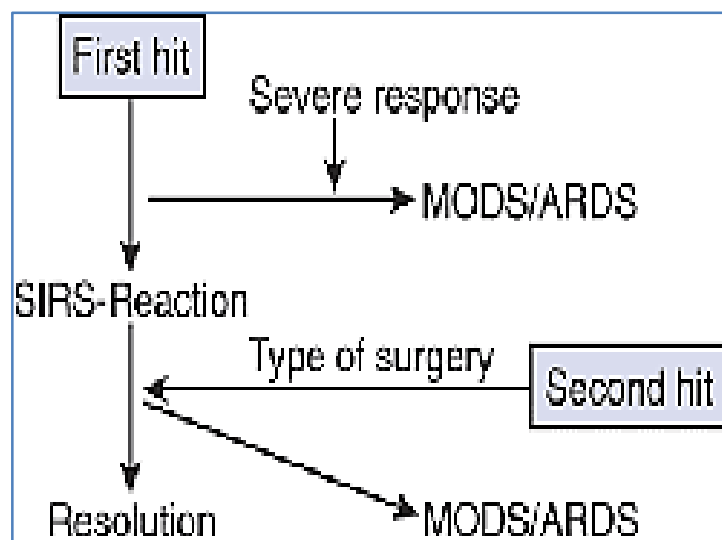 First hit
Severe response
MODS/ARDS
SIRS-Reaction
Type of surgery
Second hit
Resolution
MODS/ARDS